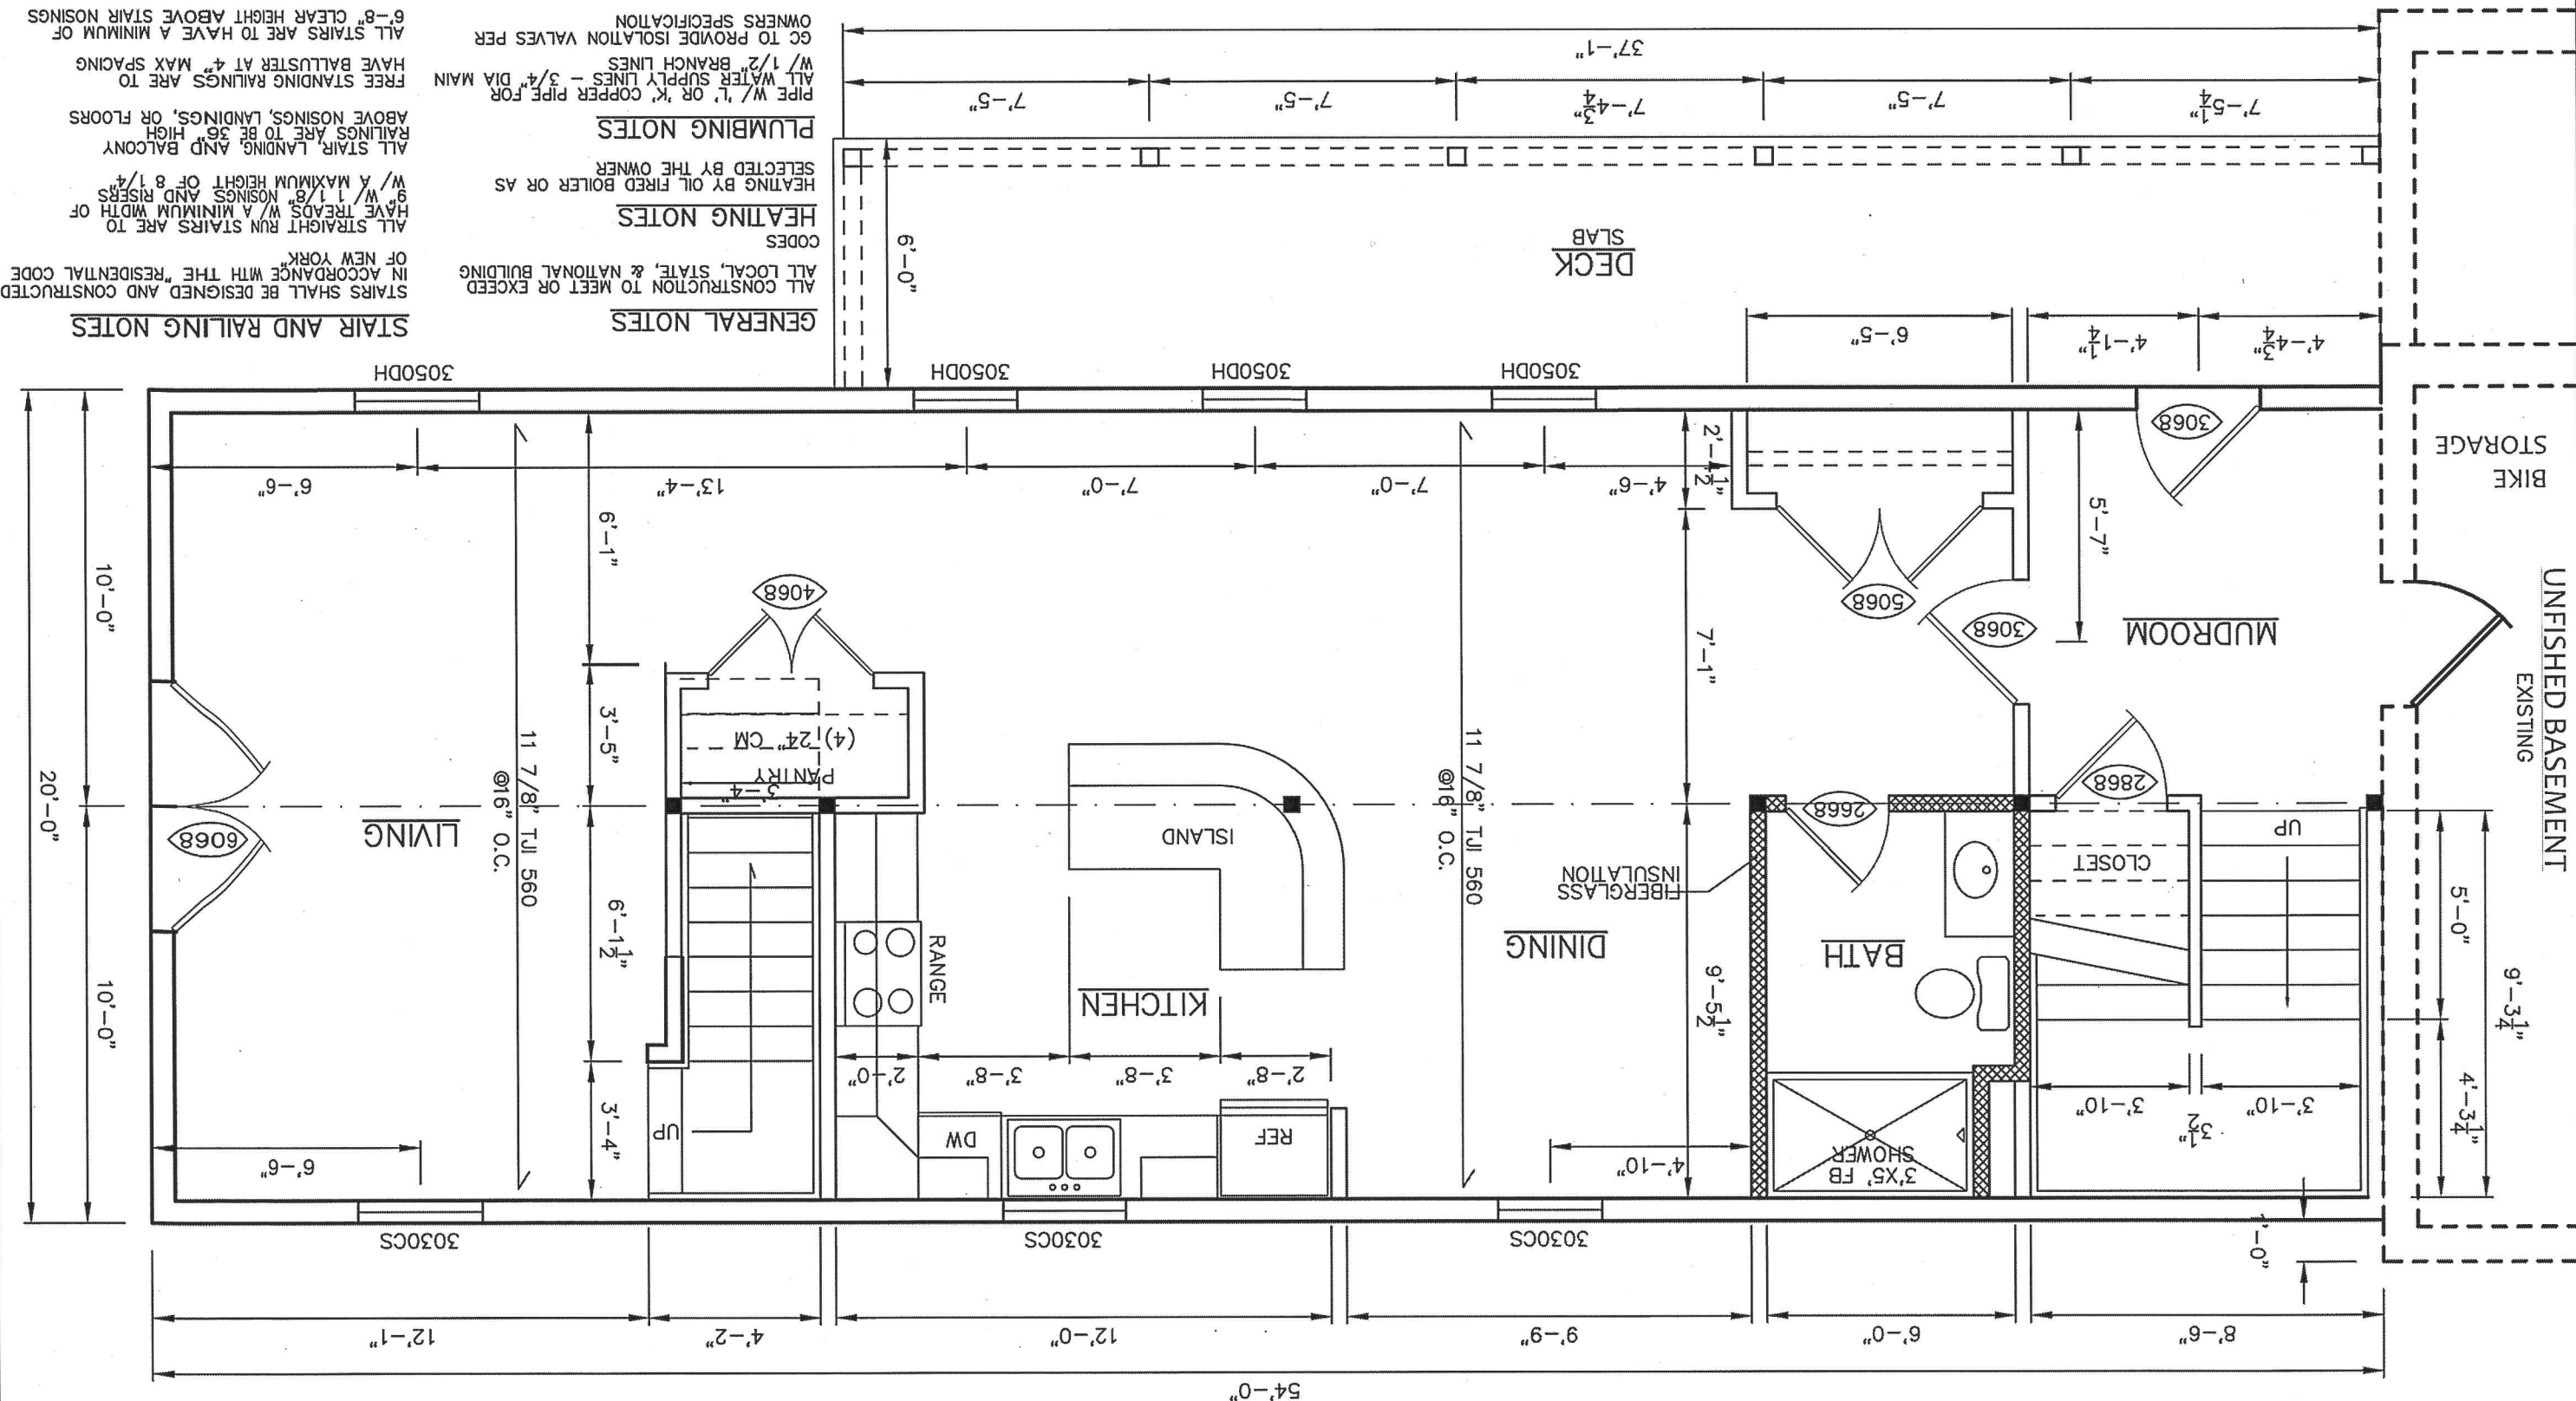 54'-0"
8'-6"
6'-0"
9'-9"
12'-0"
4'-2"
12'-1"
1'-0"
3030CS
3030CS
3030CS
3'-10"
3 1/2"
3'-10"
4'-3 1/4"
9'-3 1/4"
5'-0"
3'X5' FB
SHOWER
4'-10"
REF
DW
UP
6'-6"
3'-4"
2'-8"
3'-8"
3'-8"
2'-0"
KITCHEN
RANGE
BATH
DINING
9'-5 1/2"
6'-1 1/2"
10'-0"
20'-0"
UP
CLOSET
FIBERGLASS
INSULATION
ISLAND
LIVING
2868
2668
6068
UNFISHED BASEMENT
EXISTING
11 7/8" TJI 560
@16" O.C.
11 7/8" TJI 560
@16" O.C.
3'-4"
PANTRY
(4) 24" CM
3'-5"
MUDROOM
3068
5068
4068
7'-1"
6'-1"
10'-0"
5'-7"
BIKE
STORAGE
3068
2'-4 1/2"
4'-6"
7'-0"
7'-0"
13'-4"
6'-6"
3050DH
3050DH
3050DH
3050DH
4'-4 3/4"
4'-1 1/4"
6'-5"
DECK
SLAB
6'-0"
7'-5 1/4"
7'-5"
7'-4 3/4"
7'-5"
7'-5"
37'-1"
GENERAL NOTES
ALL CONSTRUCTION TO MEET OR EXCEED
ALL LOCAL, STATE, & NATIONAL BUILDING
CODES
HEATING NOTES
HEATING BY OIL FIRED BOILER OR AS
SELECTED BY THE OWNER
PLUMBING NOTES
PIPE W/ 'L' OR 'K' COPPER PIPE FOR
ALL WATER SUPPLY LINES - 3/4" DIA MAIN
W/ 1/2" BRANCH LINES
GC TO PROVIDE ISOLATION VALVES PER
OWNERS SPECIFICATION
STAIR AND RAILING NOTES
STAIRS SHALL BE DESIGNED AND CONSTRUCTED
IN ACCORDANCE WITH THE "RESIDENTIAL CODE
OF NEW YORK"
ALL STRAIGHT RUN STAIRS ARE TO
HAVE TREADS W/ A MINIMUM WIDTH OF
9" W/ 1 1/8" NOSINGS AND RISERS
W/ A MAXIMUM HEIGHT OF 8 1/4"
ALL STAIR, LANDING, AND BALCONY
RAILINGS ARE TO BE 36" HIGH
ABOVE NOSINGS, LANDINGS, OR FLOORS
FREE STANDING RAILINGS ARE TO
HAVE BALLUSTER AT 4" MAX SPACING
ALL STAIRS ARE TO HAVE A MINIMUM OF
6'-8" CLEAR HEIGHT ABOVE STAIR NOSINGS